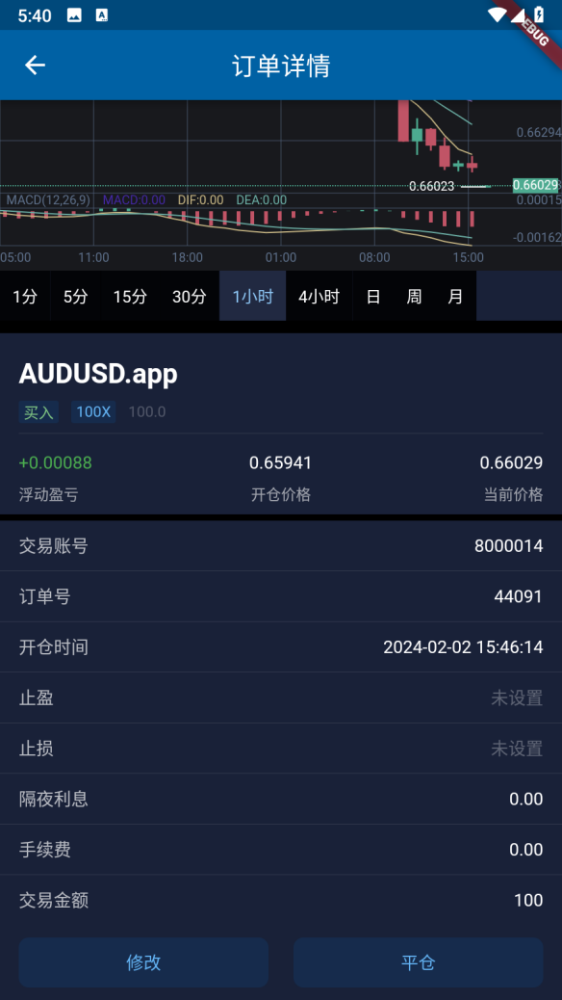 5:40
DEBUG
订单详情
0.66294
0.66023
0.66029
MACD(12,26,9) MACD:0.00 DIF:0.00 DEA:0.00
0.00015
-0.00162
05:00 11:00 18:00 01:00 08:00 15:00
1分 5分 15分 30分 1小时 4小时 日 周 月
AUDUSD.app
买入 100X 100.0
+0.00088 0.65941 0.66029
浮动盈亏 开仓价格 当前价格
交易账号 8000014
订单号 44091
开仓时间 2024-02-02 15:46:14
止盈 未设置
止损 未设置
隔夜利息 0.00
手续费 0.00
交易金额 100
修改 平仓